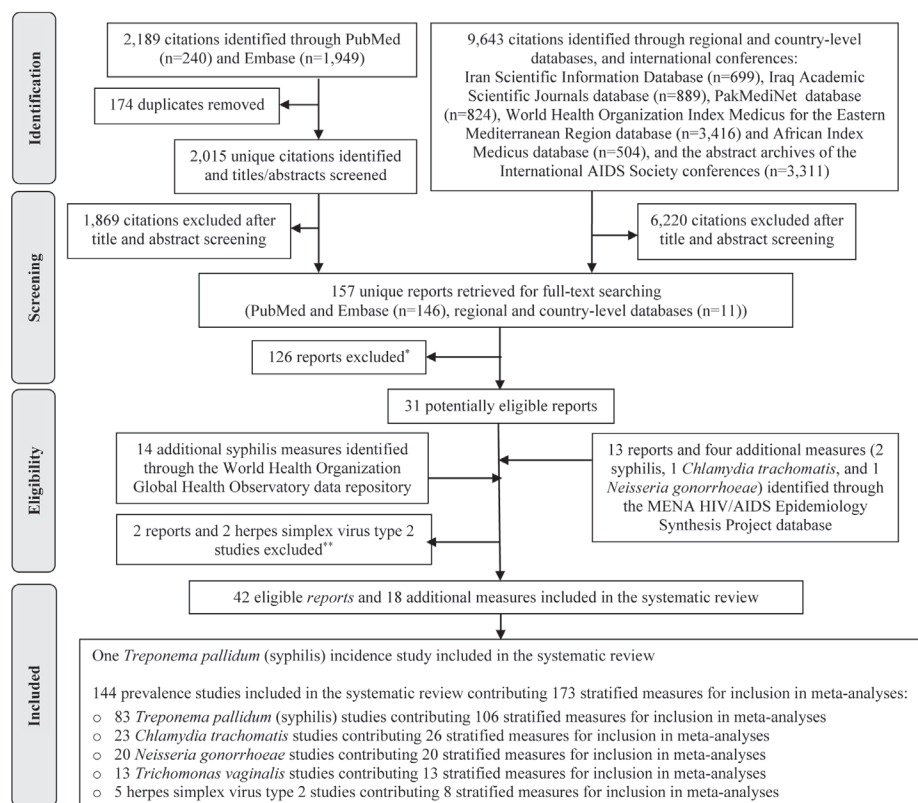 Identification
2,189 citations identified through PubMed
(n=240) and Embase (n=1,949)
174 duplicates removed
2,015 unique citations identified
and titles/abstracts screened
9,643 citations identified through regional and country-level
databases, and international conferences:
Iran Scientific Information Database (n=699), Iraq Academic
Scientific Journals database (n=889), PakMediNet database
(n=824), World Health Organization Index Medicus for the Eastern
Mediterranean Region database (n=3,416) and African Index
Medicus database (n=504), and the abstract archives of the
International AIDS Society conferences (n=3,311)
Screening
1,869 citations excluded after
title and abstract screening
6,220 citations excluded after
title and abstract screening
157 unique reports retrieved for full-text searching
(PubMed and Embase (n=146), regional and country-level databases (n=11))
126 reports excluded*
31 potentially eligible reports
Eligibility
14 additional syphilis measures identified
through the World Health Organization
Global Health Observatory data repository
13 reports and four additional measures (2
syphilis, 1 Chlamydia trachomatis, and 1
Neisseria gonorrhoeae) identified through
the MENA HIV/AIDS Epidemiology
Synthesis Project database
2 reports and 2 herpes simplex virus type 2
studies excluded**
42 eligible reports and 18 additional measures included in the systematic review
Included
One Treponema pallidum (syphilis) incidence study included in the systematic review
144 prevalence studies included in the systematic review contributing 173 stratified measures for inclusion in meta-analyses:
o 83 Treponema pallidum (syphilis) studies contributing 106 stratified measures for inclusion in meta-analyses
o 23 Chlamydia trachomatis studies contributing 26 stratified measures for inclusion in meta-analyses
o 20 Neisseria gonorrhoeae studies contributing 20 stratified measures for inclusion in meta-analyses
o 13 Trichomonas vaginalis studies contributing 13 stratified measures for inclusion in meta-analyses
o 5 herpes simplex virus type 2 studies contributing 8 stratified measures for inclusion in meta-analyses